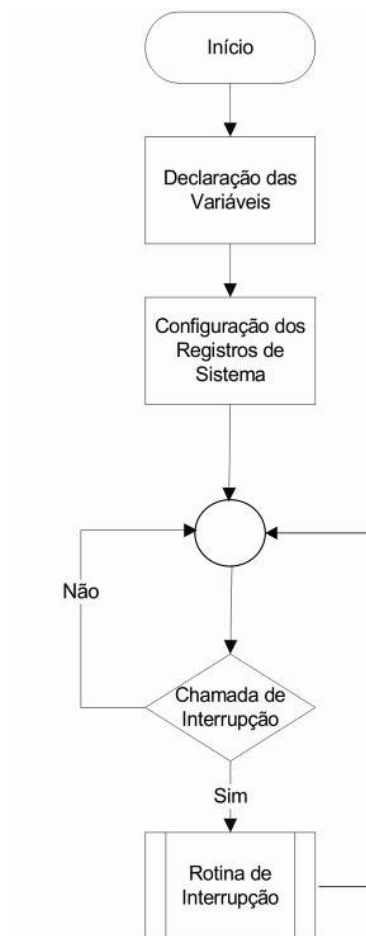 Início
Declaração das
Variáveis
Configuração dos
Registros de
Sistema
Não
Chamada de
Interrupção
Sim
Rotina de
Interrupção